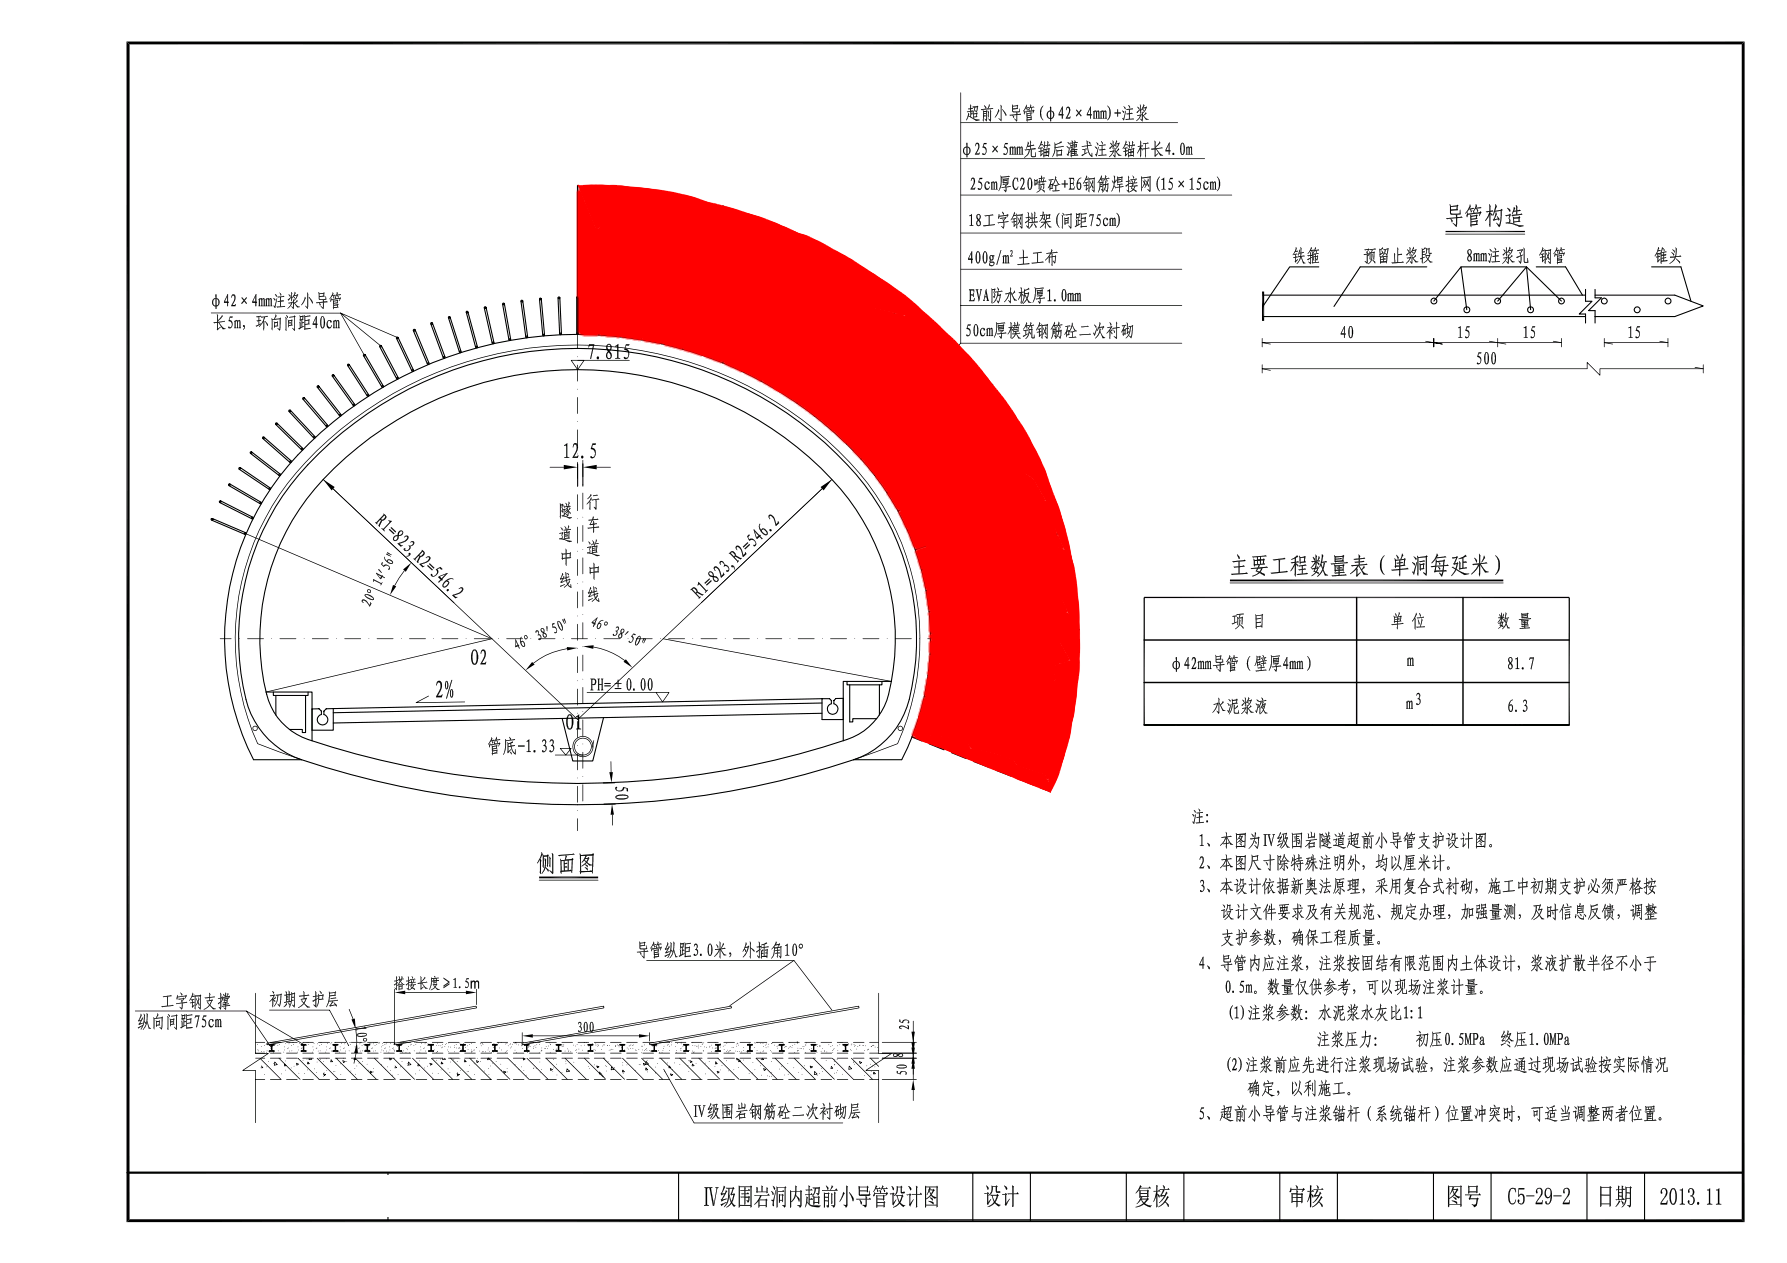 超前小导管(φ42×4mm)+注浆
φ25×5mm先锚后灌式注浆锚杆长4.0m
25cm厚C20喷砼+E6钢筋焊接网(15×15cm)
18工字钢拱架(间距75cm)
400g/m² 土工布
EVA防水板厚1.0mm
50cm厚模筑钢筋砼二次衬砌
导管构造
铁箍
预留止浆段
8mm注浆孔
钢管
锥头
40
15
15
15
500
φ42×4mm注浆小导管
长5m, 环向间距40cm
7.815
12.5
隧道中线
行车道中线
R1=823,R2=546.2
R1=823,R2=546.2
20° 14'56"
46° 38'50"
46° 38'50"
O2
2%
PH=±0.00
O1
管底-1.33
50
侧面图
主要工程数量表(单洞每延米)
项 目 单 位 数 量
φ42mm导管(壁厚4mm) m 81.7
水泥浆液 m³ 6.3
注:
1、本图为Ⅳ级围岩隧道超前小导管支护设计图。
2、本图尺寸除特殊注明外, 均以厘米计。
3、本设计依据新奥法原理, 采用复合式衬砌, 施工中初期支护必须严格按
设计文件要求及有关规范、规定办理, 加强量测, 及时信息反馈, 调整
支护参数, 确保工程质量。
4、导管内应注浆, 注浆按固结有限范围内土体设计, 浆液扩散半径不小于
0.5m。数量仅供参考, 可以现场注浆计量。
(1)注浆参数: 水泥浆水灰比1:1
注浆压力: 初压0.5MPa 终压1.0MPa
(2)注浆前应先进行注浆现场试验, 注浆参数应通过现场试验按实际情况
确定, 以利施工。
5、超前小导管与注浆锚杆(系统锚杆)位置冲突时, 可适当调整两者位置。
导管纵距3.0米, 外插角10°
搭接长度≥1.5m
工字钢支撑
纵向间距75cm
初期支护层
10°
300
25
8
50
Ⅳ级围岩钢筋砼二次衬砌层
Ⅳ级围岩洞内超前小导管设计图 设计 复核 审核 图号 C5-29-2 日期 2013.11